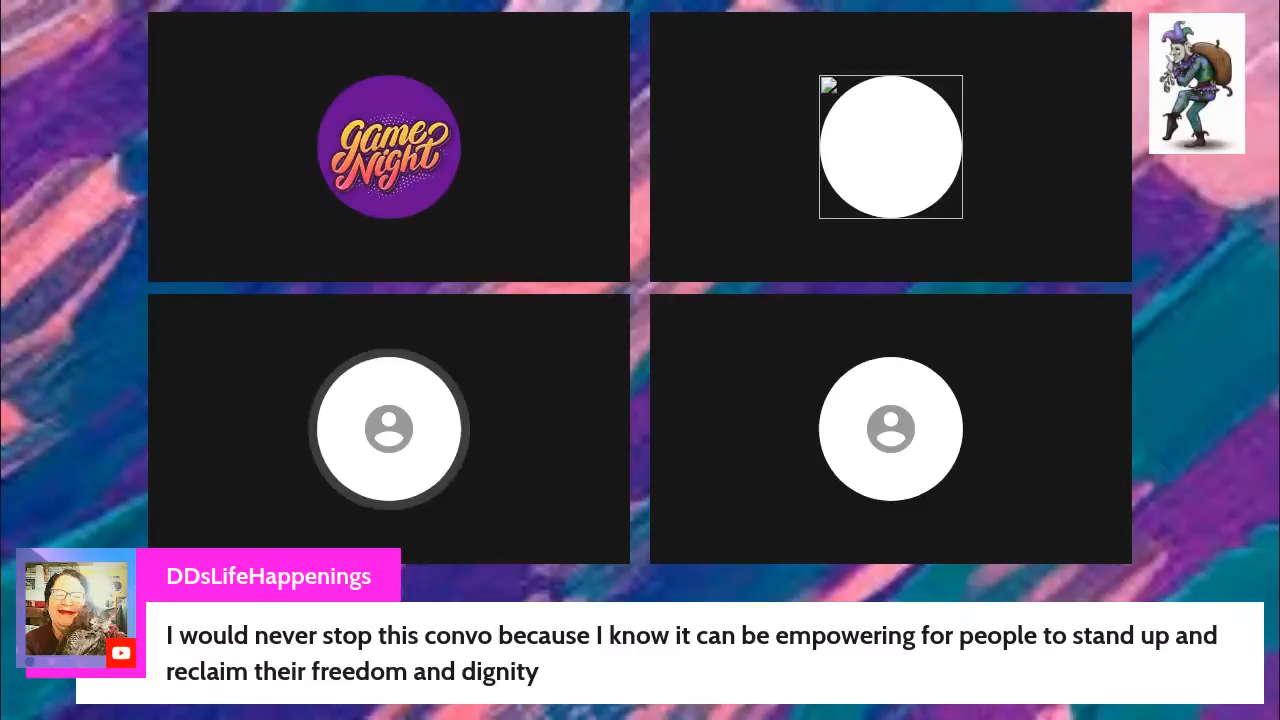 Game
Night
DDsLifeHappenings
I would never stop this convo because I know it can be empowering for people to stand up and
reclaim their freedom and dignity